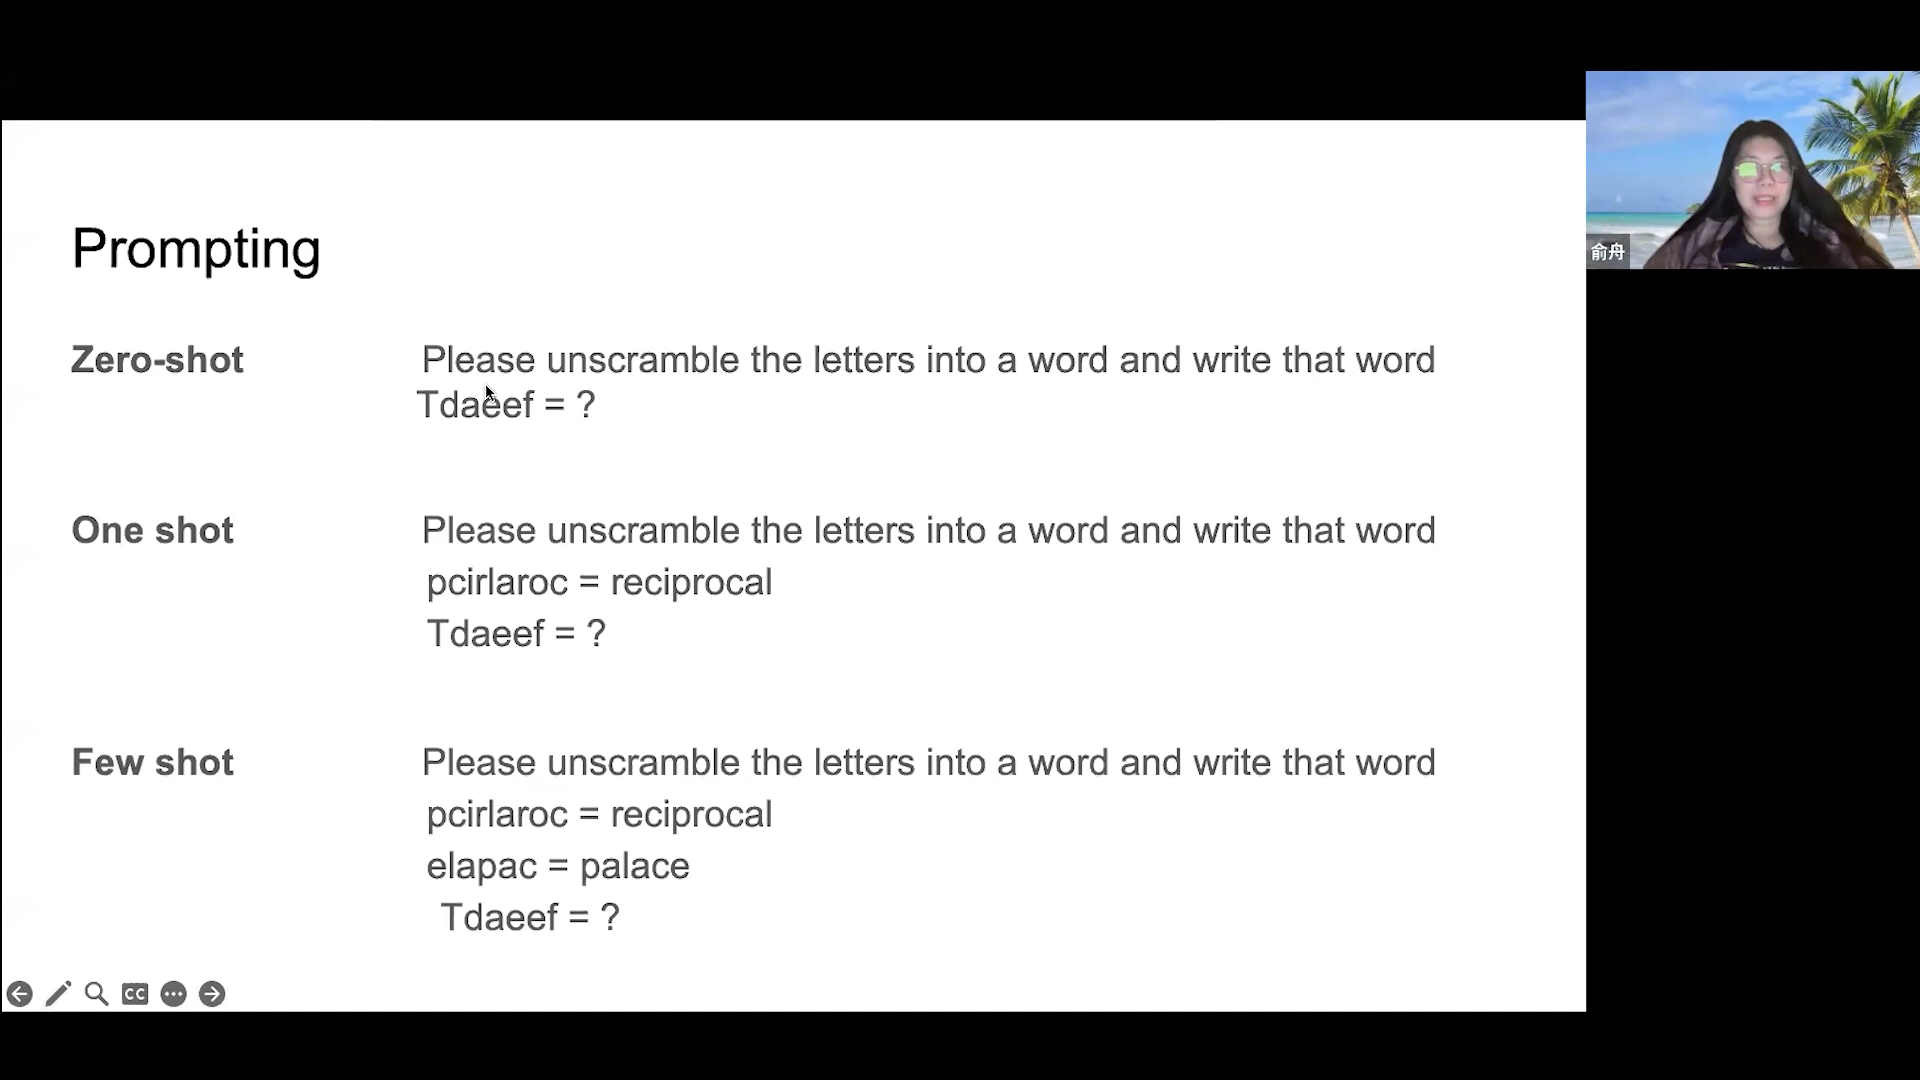 Prompting
Zero-shot Please unscramble the letters into a word and write that word
Tdaeef = ?
One shot Please unscramble the letters into a word and write that word
pcirlaroc = reciprocal
Tdaeef = ?
Few shot Please unscramble the letters into a word and write that word
pcirlaroc = reciprocal
elapac = palace
Tdaeef = ?
俞舟
CC